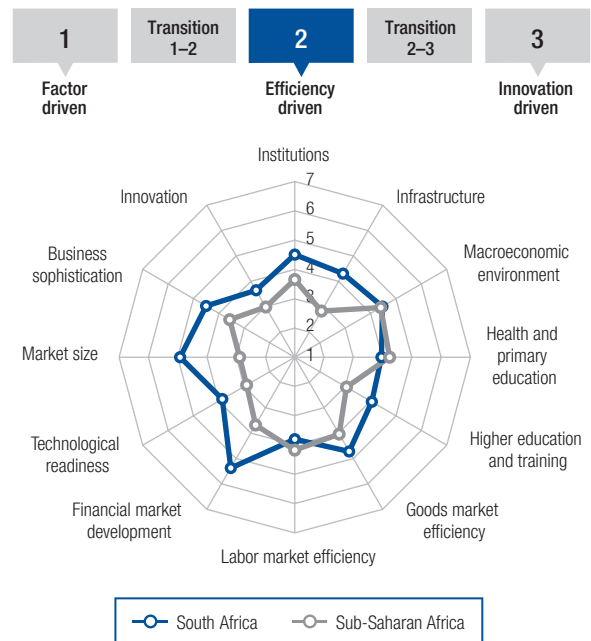 1
Transition
1–2
2
Transition
2–3
3
Factor
driven
Efficiency
driven
Innovation
driven
Institutions
7
Innovation
Infrastructure
6
Business
sophistication
5
Macroeconomic
environment
4
3
2
Market size
1
Health and
primary
education
Technological
readiness
Higher education
and training
Financial market
development
Goods market
efficiency
Labor market efficiency
South Africa
Sub-Saharan Africa